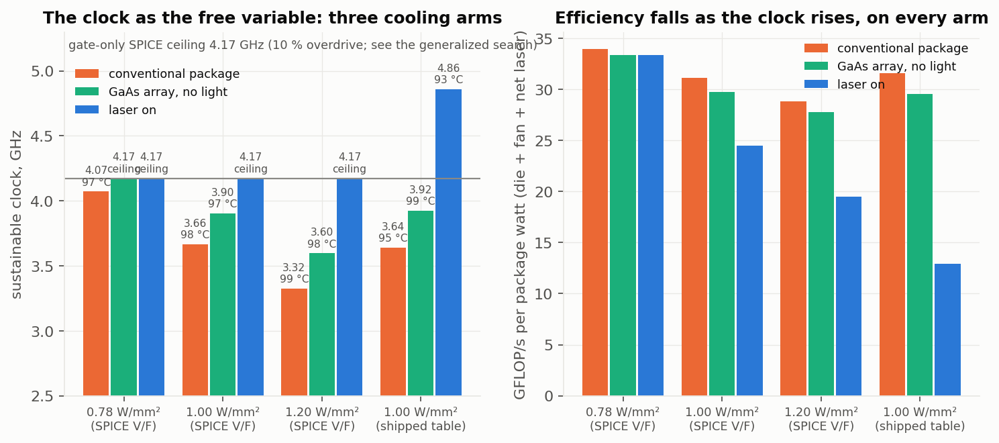 The clock as the free variable: three cooling arms
gate-only SPICE ceiling 4.17 GHz (10 % overdrive; see the generalized search)
conventional package
GaAs array, no light
laser on
sustainable clock, GHz
5.0
4.5
4.0
3.5
3.0
2.5
4.07
97 °C
4.17
ceiling
4.17
ceiling
3.66
98 °C
3.90
97 °C
4.17
ceiling
3.32
99 °C
3.60
98 °C
4.17
ceiling
3.64
95 °C
3.92
99 °C
4.86
93 °C
0.78 W/mm²
(SPICE V/F)
1.00 W/mm²
(SPICE V/F)
1.20 W/mm²
(SPICE V/F)
1.00 W/mm²
(shipped table)
Efficiency falls as the clock rises, on every arm
GFLOP/s per package watt (die + fan + net laser)
35
30
25
20
15
10
5
0
conventional package
GaAs array, no light
laser on
0.78 W/mm²
(SPICE V/F)
1.00 W/mm²
(SPICE V/F)
1.20 W/mm²
(SPICE V/F)
1.00 W/mm²
(shipped table)